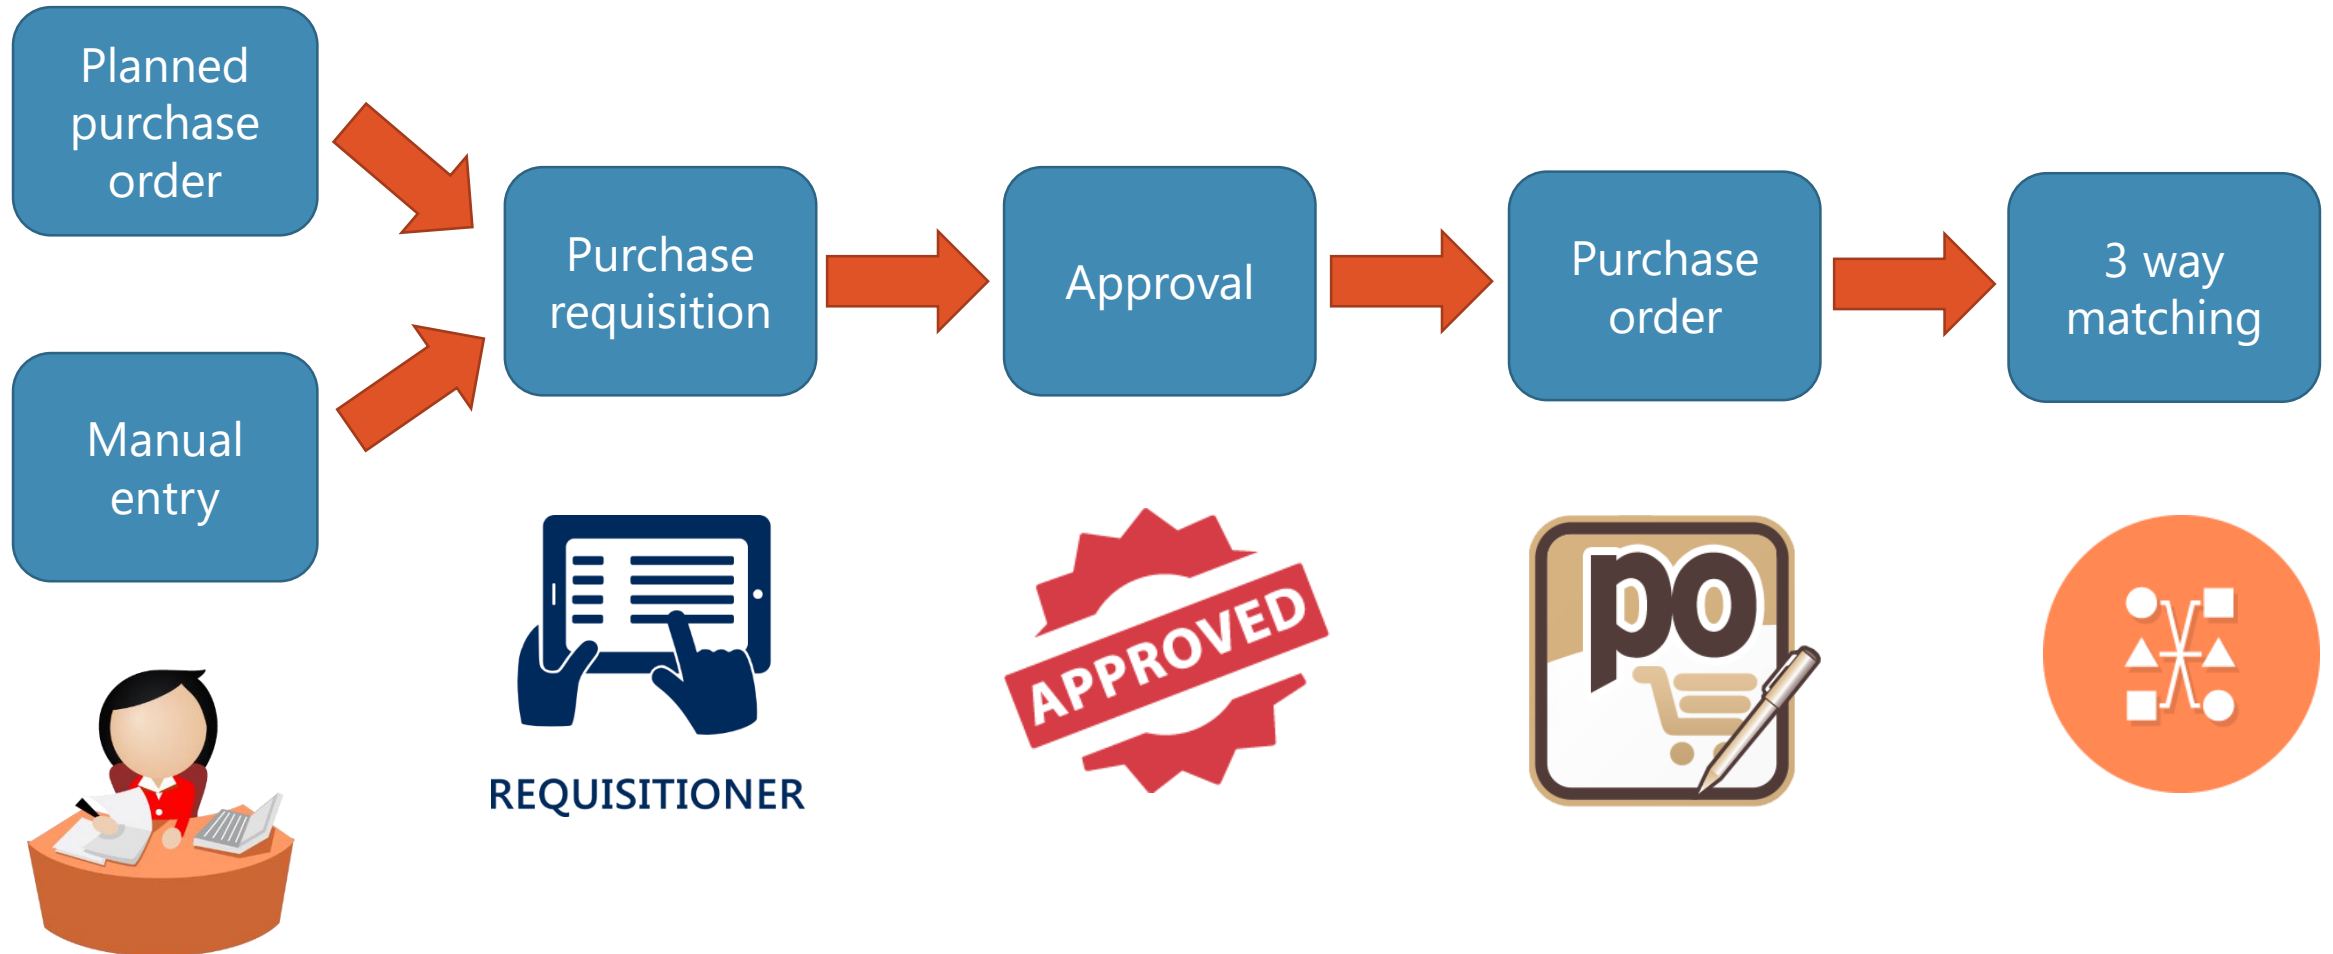 Planned
purchase
order
Manual
entry
Purchase
requisition
Approval
Purchase
order
3 way
matching
REQUISITIONER
APPROVED
po